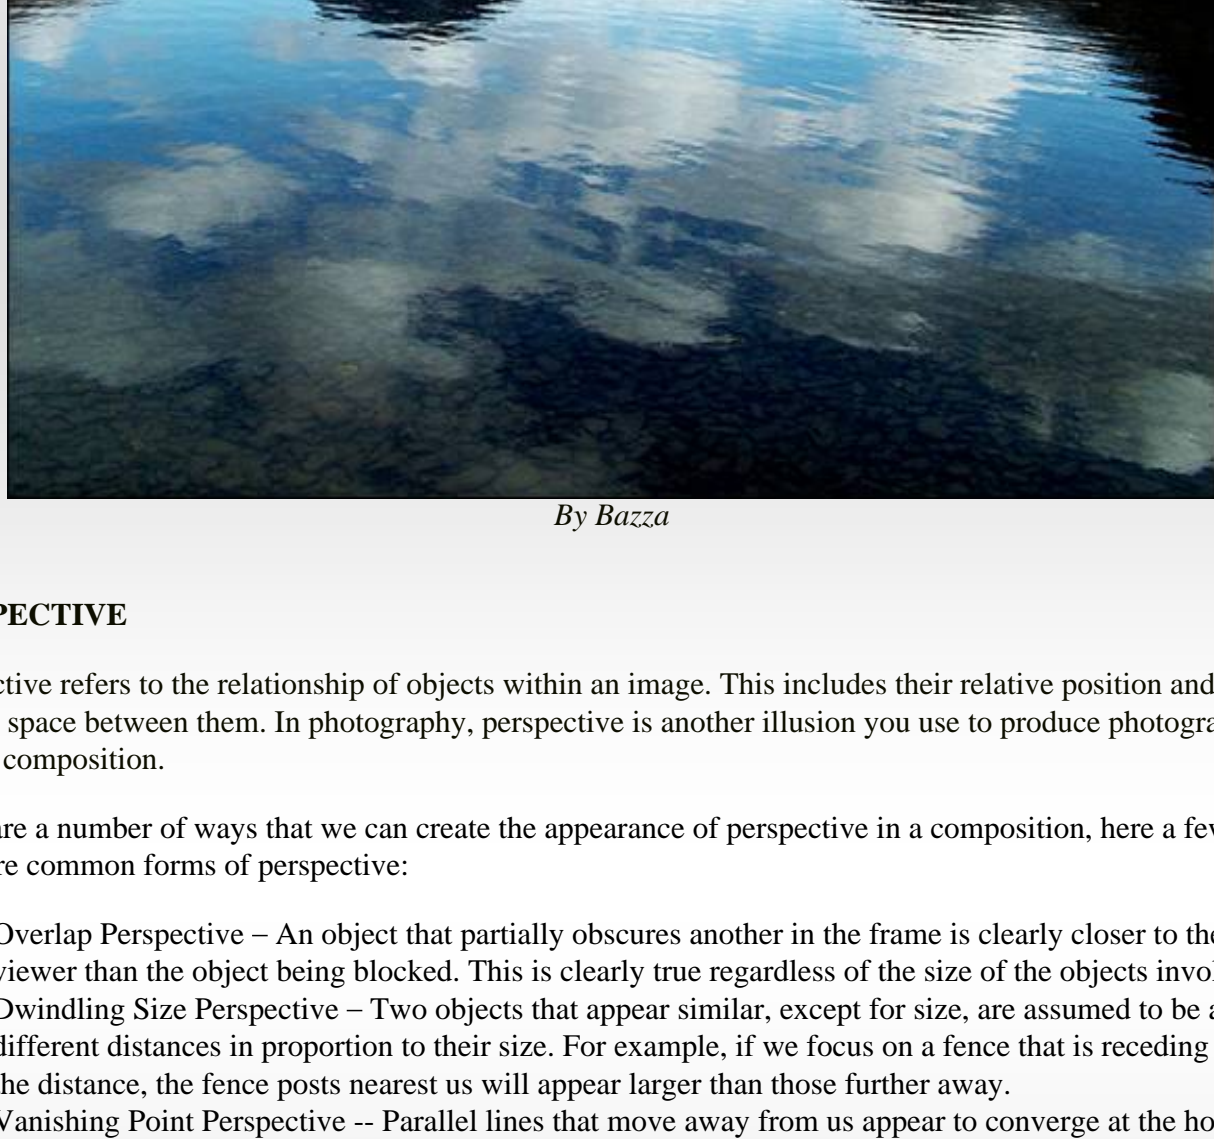 By Bazza
PECTIVE
ctive refers to the relationship of objects within an image. This includes their relative position and
space between them. In photography, perspective is another illusion you use to produce photogra
composition.
are a number of ways that we can create the appearance of perspective in a composition, here a few
re common forms of perspective:
Overlap Perspective – An object that partially obscures another in the frame is clearly closer to the
viewer than the object being blocked. This is clearly true regardless of the size of the objects invol
Dwindling Size Perspective – Two objects that appear similar, except for size, are assumed to be a
different distances in proportion to their size. For example, if we focus on a fence that is receding
the distance, the fence posts nearest us will appear larger than those further away.
Vanishing Point Perspective -- Parallel lines that move away from us appear to converge at the ho